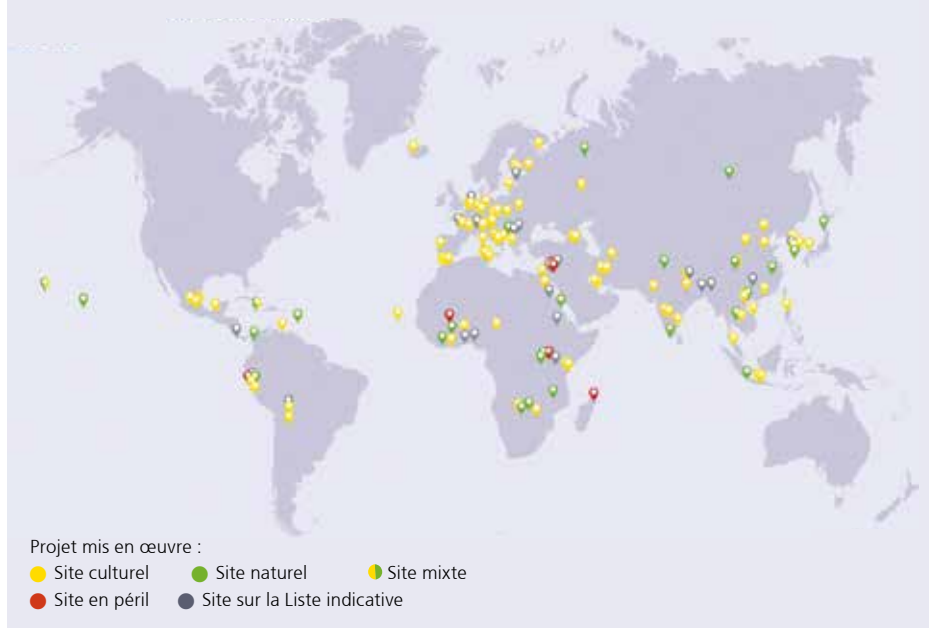 Projet mis en œuvre :
Site culturel Site naturel Site mixte
Site en péril Site sur la Liste indicative